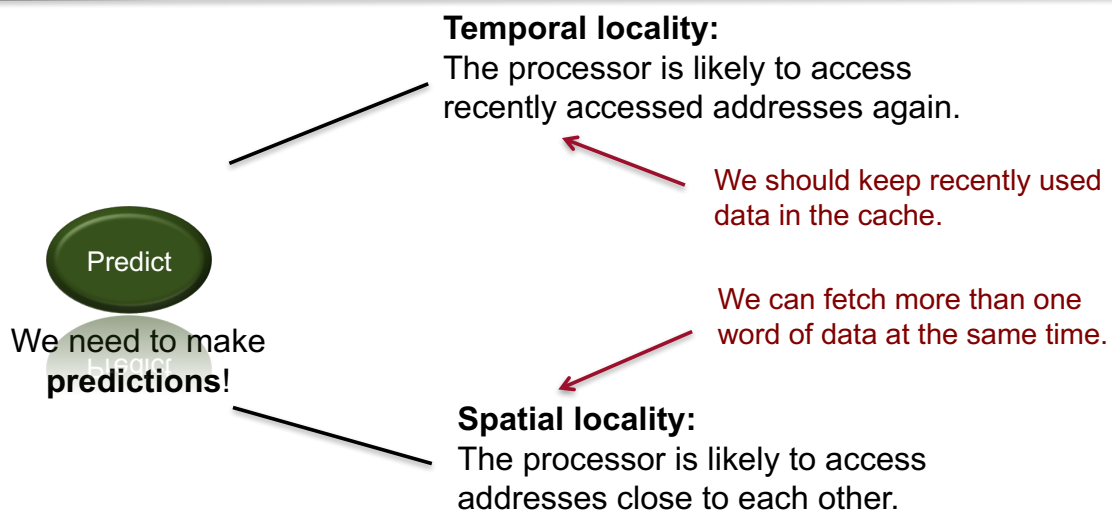 Temporal locality:
The processor is likely to access
recently accessed addresses again.
We should keep recently used
data in the cache.
Predict
We can fetch more than one
word of data at the same time.
We need to make
predictions!
Spatial locality:
The processor is likely to access
addresses close to each other.